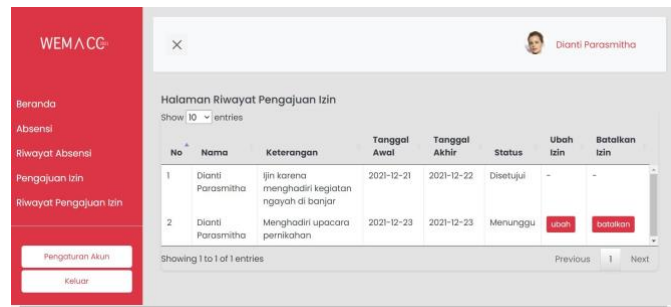 WEMACC
Dianti Parasmitha
Beranda
Absensi
Riwayat Absensi
Pengajuan Izin
Riwayat Pengajuan Izin
Pengaturan Akun
Keluar
Halaman Riwayat Pengajuan Izin
Show 10 entries
No Nama Keterangan Tanggal Awal Tanggal Akhir Status Ubah Izin Batalkan Izin
1 Dianti Parasmitha Ijin karena menghadiri kegiatan ngayah di banjar 2021-12-21 2021-12-22 Disetujui - -
2 Dianti Parasmitha Menghadiri upacara pernikahan 2021-12-23 2021-12-23 Menunggu ubah batalkan
Showing 1 to 1 of 1 entries
Previous 1 Next